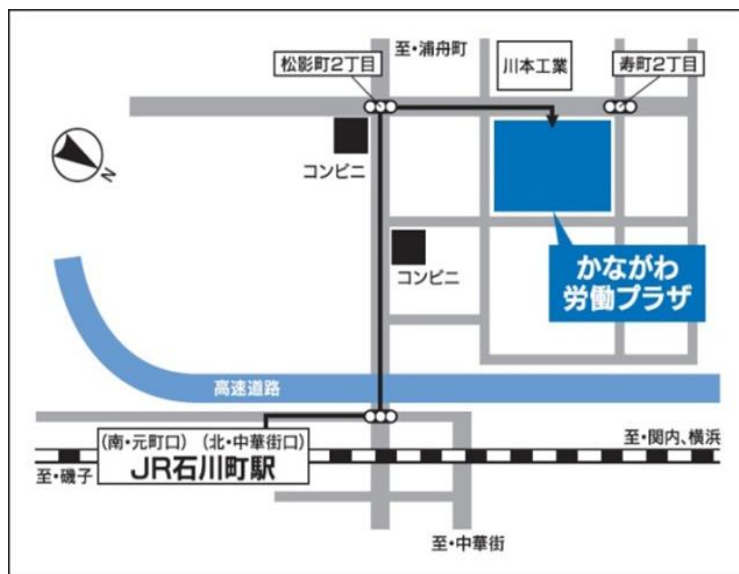 至・浦舟町
松影町2丁目
川本工業
寿町2丁目
コンビニ
N
コンビニ
かながわ
労働プラザ
高速道路
(南・元町口) (北・中華街口)
JR石川町駅
至・関内、横浜
至・磯子
至・中華街